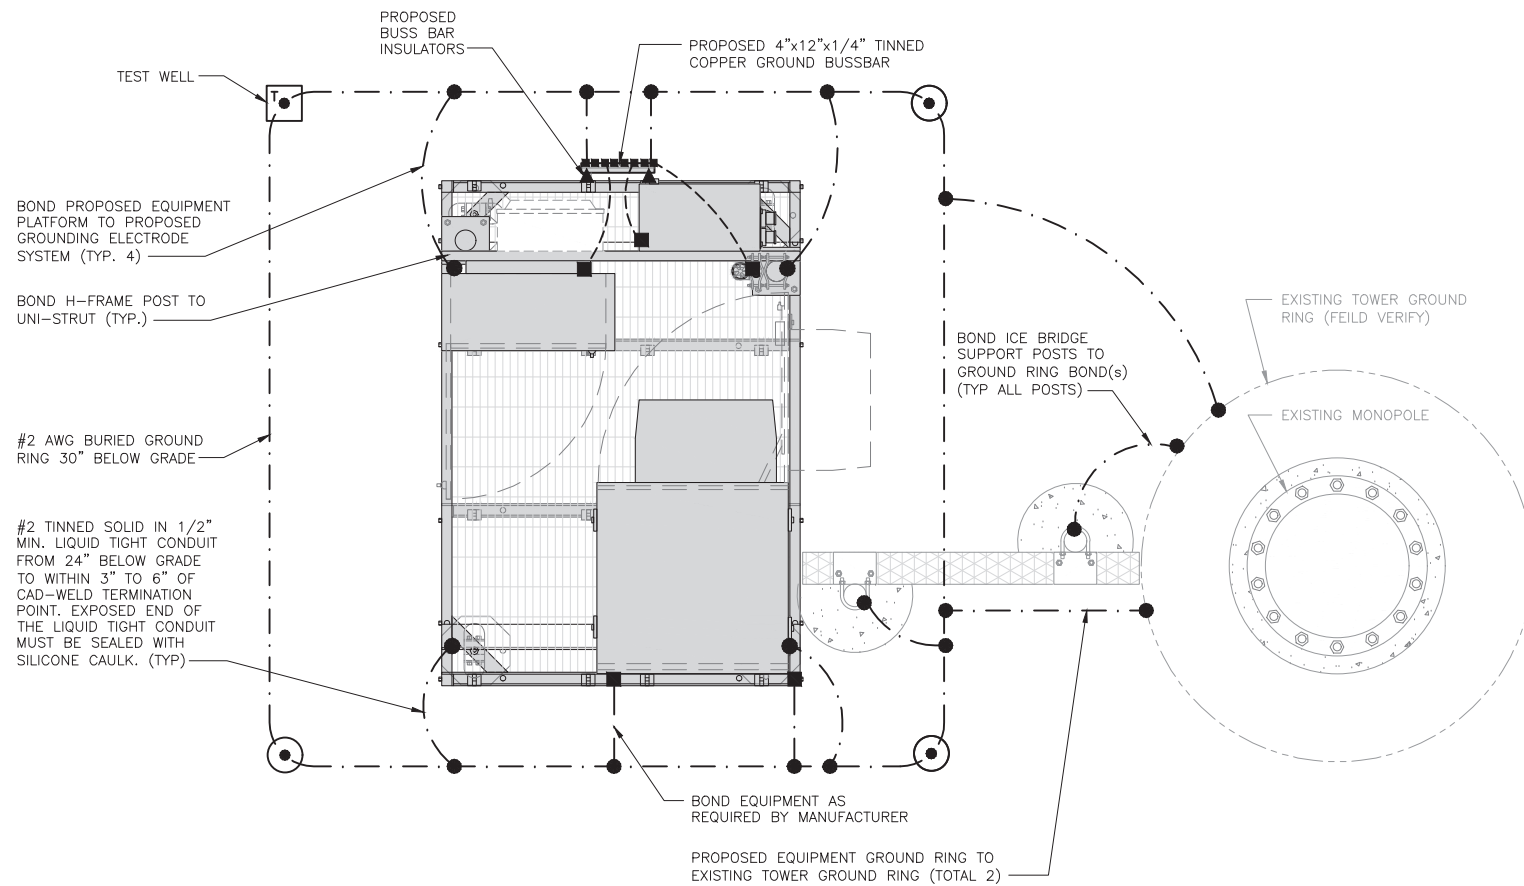 PROPOSED
BUSS BAR
INSULATORS
PROPOSED 4"x12"x1/4" TINNED
COPPER GROUND BUSSBAR
TEST WELL
T
BOND PROPOSED EQUIPMENT
PLATFORM TO PROPOSED
GROUNDING ELECTRODE
SYSTEM (TYP. 4)
BOND H-FRAME POST TO
UNI-STRUT (TYP.)
EXISTING TOWER GROUND
RING (FEILD VERIFY)
BOND ICE BRIDGE
SUPPORT POSTS TO
GROUND RING BOND(s)
(TYP ALL POSTS)
EXISTING MONOPOLE
#2 AWG BURIED GROUND
RING 30" BELOW GRADE
#2 TINNED SOLID IN 1/2"
MIN. LIQUID TIGHT CONDUIT
FROM 24" BELOW GRADE
TO WITHIN 3" TO 6" OF
CAD-WELD TERMINATION
POINT. EXPOSED END OF
THE LIQUID TIGHT CONDUIT
MUST BE SEALED WITH
SILICONE CAULK. (TYP)
BOND EQUIPMENT AS
REQUIRED BY MANUFACTURER
PROPOSED EQUIPMENT GROUND RING TO
EXISTING TOWER GROUND RING (TOTAL 2)